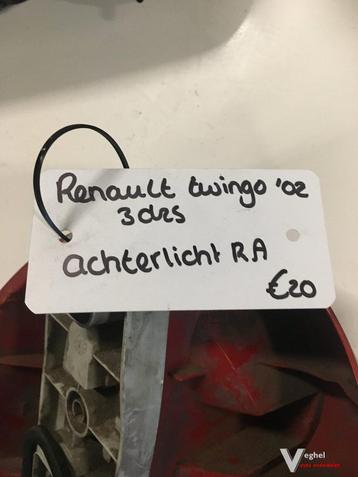 Renault twingo '02
3drs
achterlicht RA
€20
Veghel